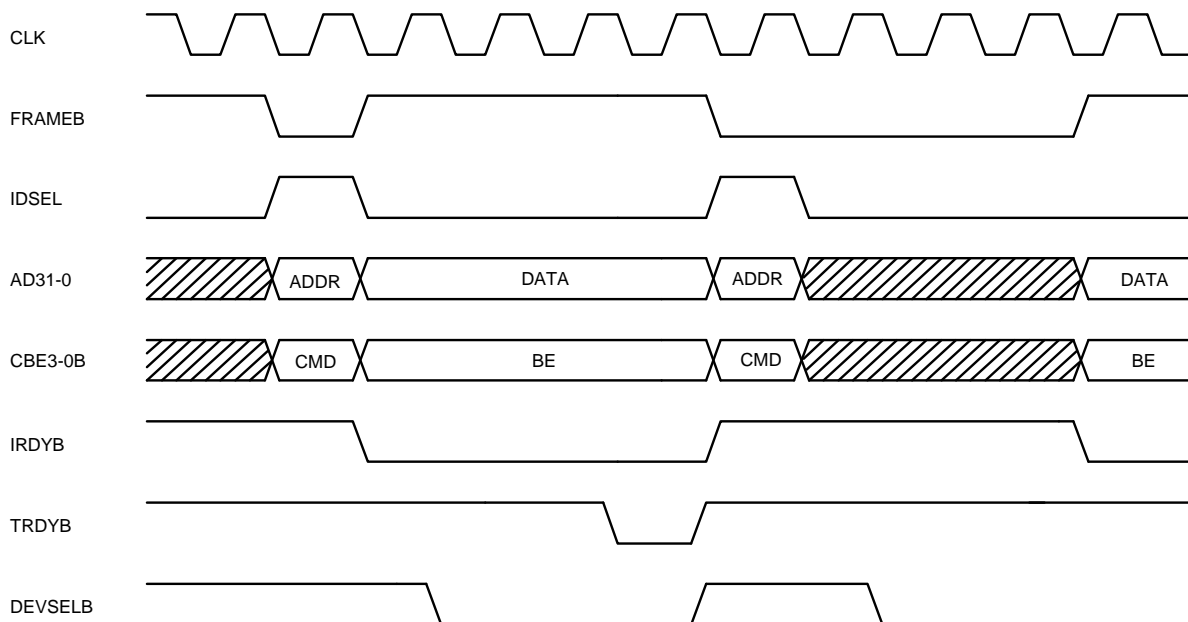 CLK
FRAMEB
IDSEL
AD31-0 ADDR DATA ADDR DATA
CBE3-0B CMD BE CMD BE
IRDYB
TRDYB
DEVSELB